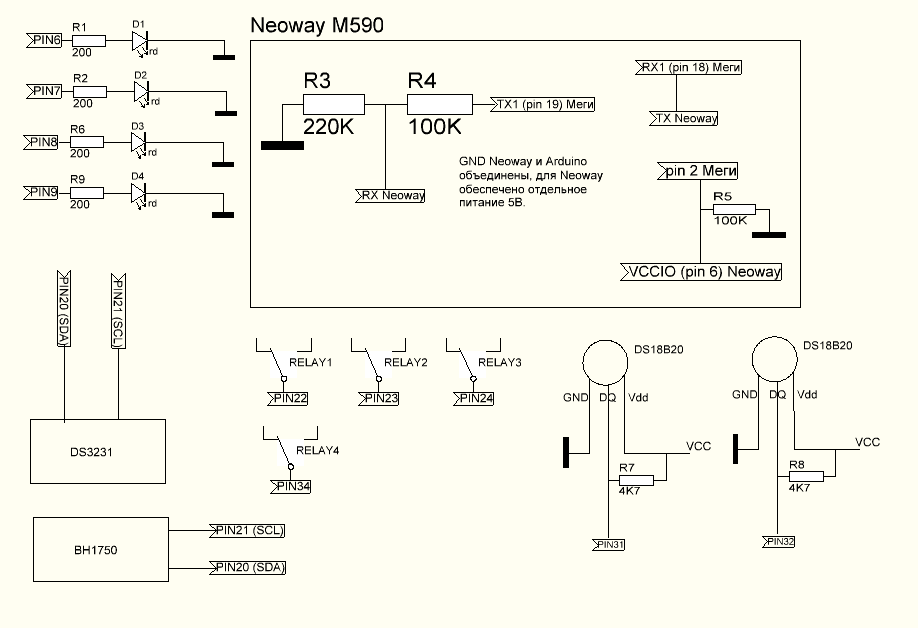 Neoway M590
PIN6
R1
200
D1
rd
PIN7
R2
200
D2
rd
PIN8
R6
200
D3
rd
PIN9
R9
200
D4
rd
R3
220K
R4
100K
TX1 (pin 19) Меги
RX Neoway
RX1 (pin 18) Меги
TX Neoway
GND Neoway и Arduino
объединены, для Neoway
обеспечено отдельное
питание 5В.
pin 2 Меги
R5
100K
VCCIO (pin 6) Neoway
PIN20 (SDA)
PIN21 (SCL)
DS3231
BH1750
PIN21 (SCL)
PIN20 (SDA)
RELAY1
PIN22
RELAY2
PIN23
RELAY3
PIN24
RELAY4
PIN34
DS18B20
GND DQ Vdd
VCC
R7
4K7
PIN31
DS18B20
GND DQ Vdd
VCC
R8
4K7
PIN32